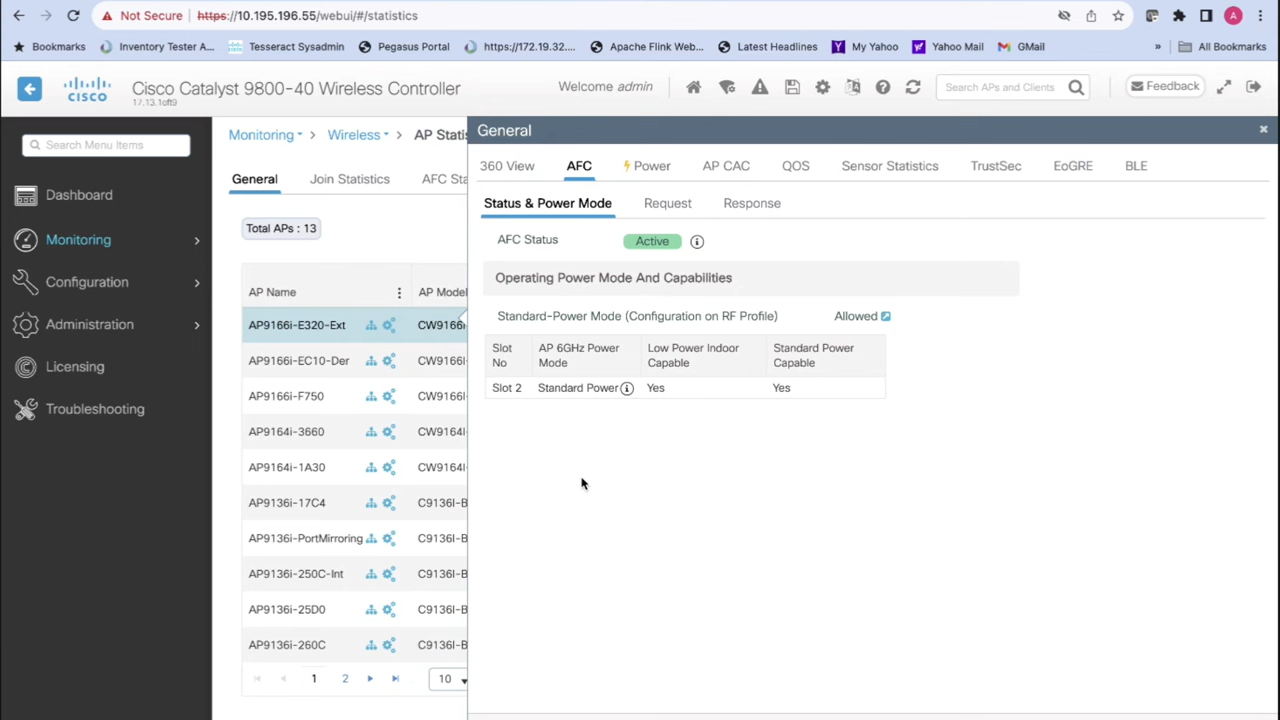 Not Secure https://10.195.196.55/webui/#/statistics A
Bookmarks Inventory Tester A... Tesseract Sysadmin Pegasus Portal https://172.19.32.... Apache Flink Web... Latest Headlines My Yahoo Yahoo Mail GMail » All Bookmarks
CISCO Cisco Catalyst 9800-40 Wireless Controller Welcome admin Search APs and Clients Feedback
17.13.1oft9
Search Menu Items
Dashboard
Monitoring
Configuration
Administration
Licensing
Troubleshooting
Monitoring > Wireless > AP Stati
General Join Statistics AFC Sta
Total APs : 13
AP Name AP Model
AP9166i-E320-Ext CW9166I
AP9166i-EC10-Der CW9166I
AP9166i-F750 CW9166I
AP9164i-3660 CW9164I
AP9164i-1A30 CW9164I
AP9136i-17C4 C9136I-B
AP9136i-PortMirroring C9136I-B
AP9136i-250C-Int C9136I-B
AP9136i-25D0 C9136I-B
AP9136i-260C C9136I-B
1 2 10
General
360 View AFC Power AP CAC QOS Sensor Statistics TrustSec EoGRE BLE
Status & Power Mode Request Response
AFC Status Active
Operating Power Mode And Capabilities
Standard-Power Mode (Configuration on RF Profile) Allowed
Slot AP 6GHz Power Low Power Indoor Standard Power
No Mode Capable Capable
Slot 2 Standard Power Yes Yes